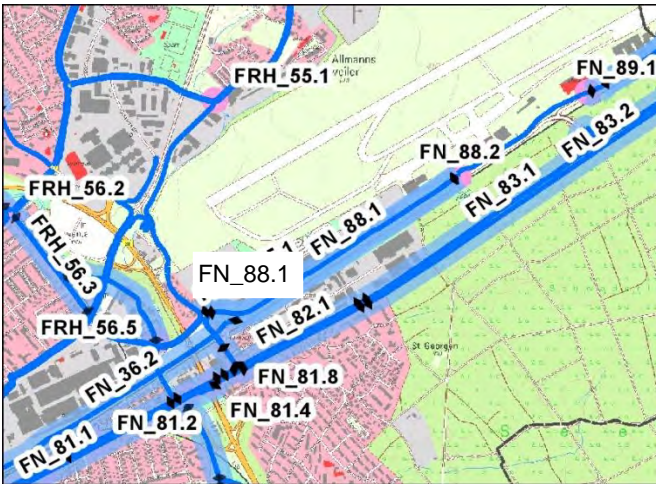 FRH_55.1
Allmanns
weiler
FN_89.1
FN_83.2
FN_88.2
FN_83.1
FRH_56.2
FN_88.1
FRH_56.3
FN_88.1
FN_82.1
FRH_56.5
St Georgen
FN_36.2
FN_81.8
FN_81.4
FN_81.2
FN_81.1